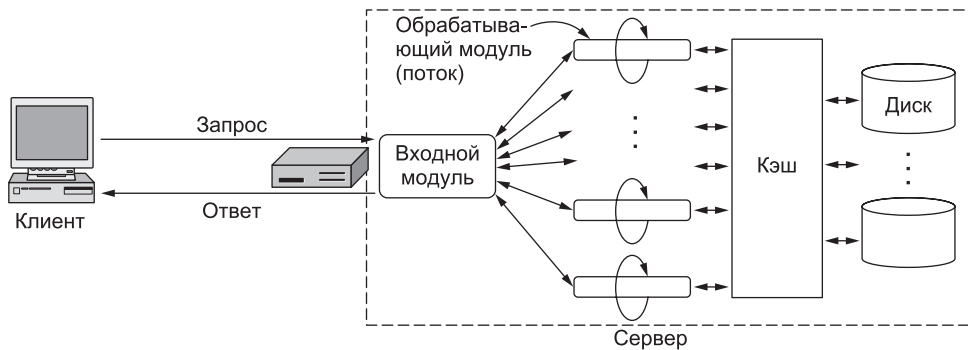 Обрабатыва-
ющий модуль
(поток)
Запрос
Входной
модуль
Ответ
Клиент
Кэш
Диск
Сервер